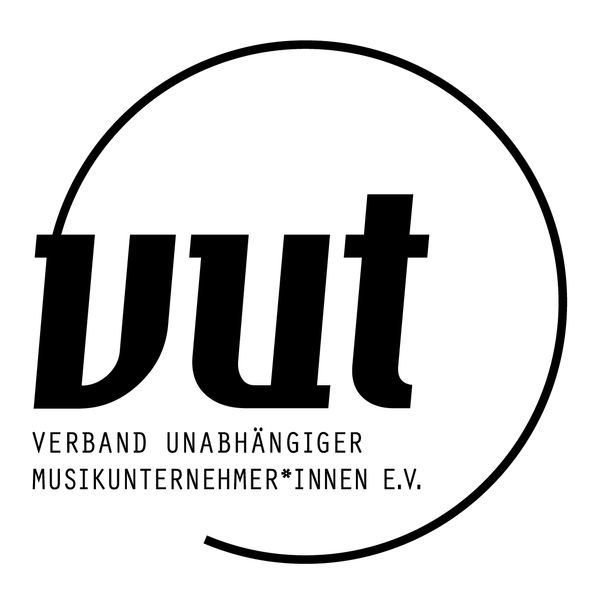 vut
VERBAND UNABHÄNGIGER
MUSIKUNTERNEHMER*INNEN E.V.